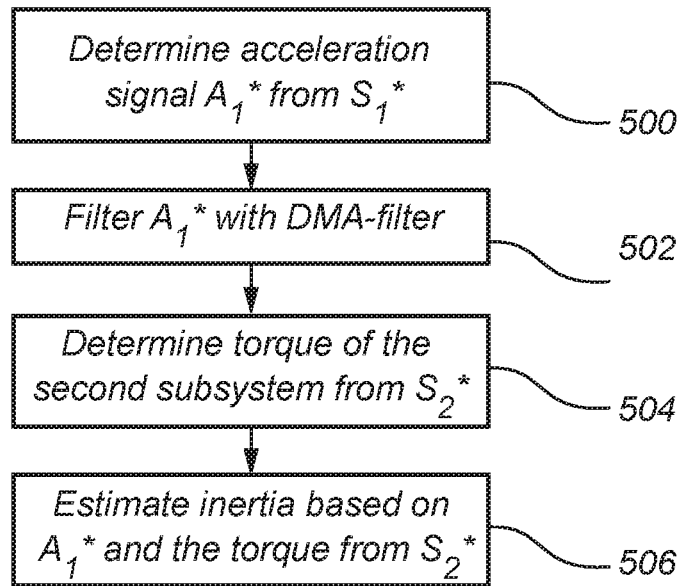 Determine acceleration
signal A₁* from S₁*
500
Filter A₁* with DMA-filter
502
Determine torque of the
second subsystem from S₂*
504
Estimate inertia based on
A₁* and the torque from S₂*
506